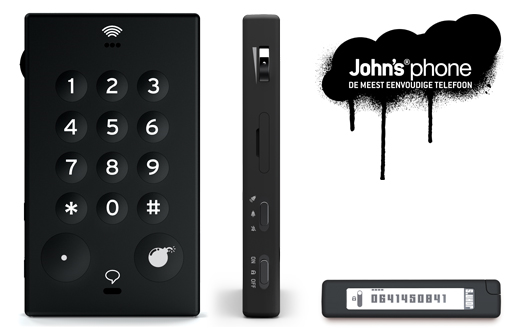 1 2 3
4 5 6
7 8 9
* 0 #
ON
OFF
John's® phone
DE MEEST EENVOUDIGE TELEFOON
0641450841